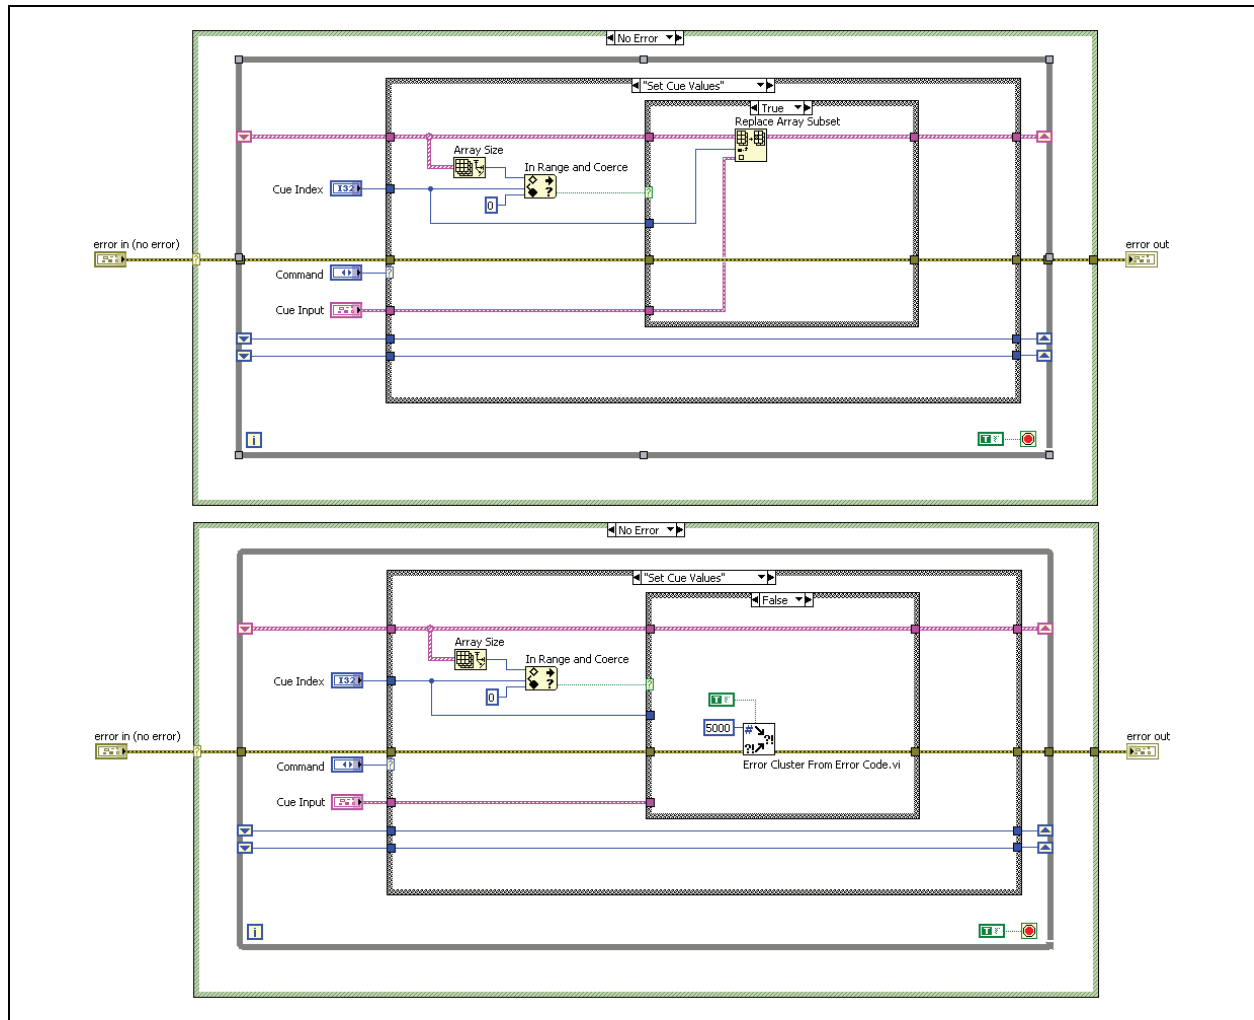 No Error
"Set Cue Values"
True
Replace Array Subset
Array Size
In Range and Coerce
Cue Index
I32
0
error in (no error)
error out
Command
Cue Input
i
T F
No Error
"Set Cue Values"
False
Array Size
In Range and Coerce
Cue Index
I32
0
T F
5000
error in (no error)
error out
Error Cluster From Error Code.vi
Command
Cue Input
i
T F